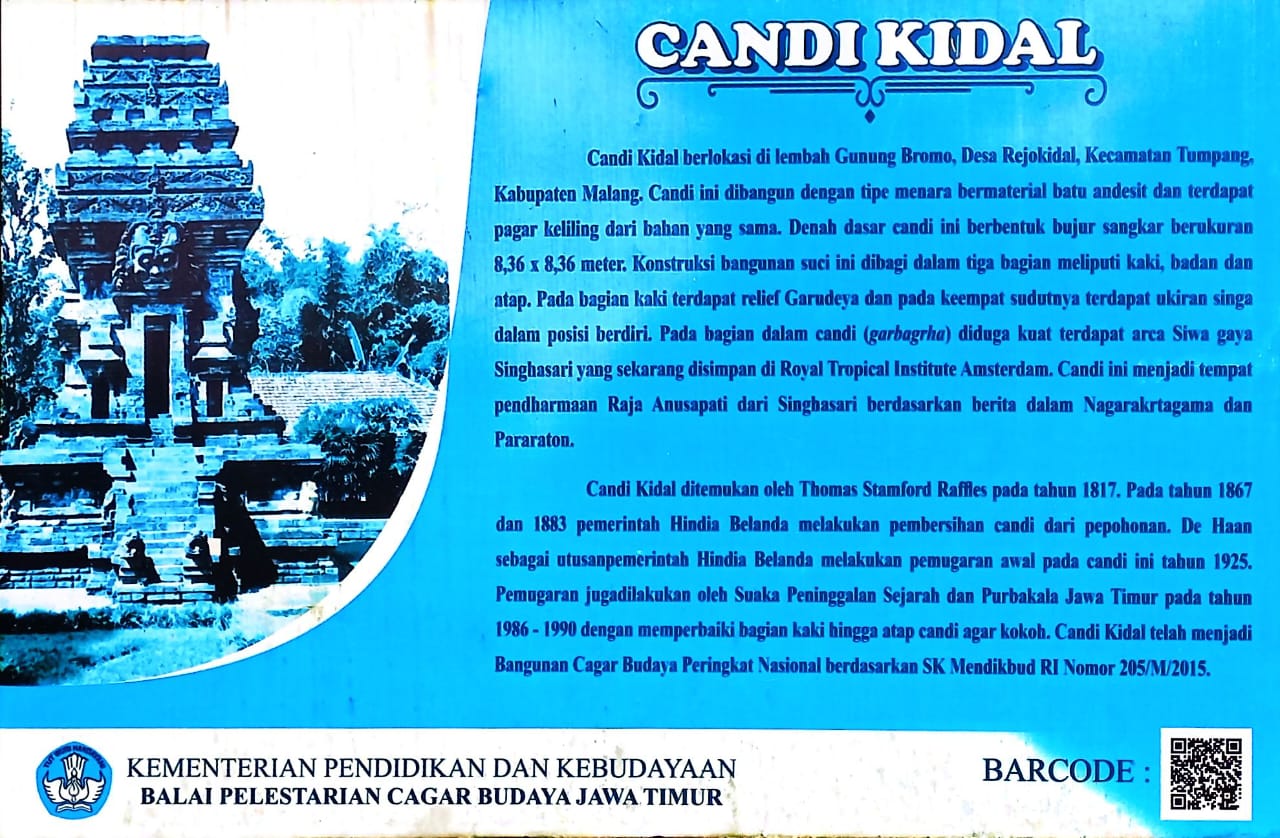 CANDI KIDAL
Candi Kidal berlokasi di lembah Gunung Bromo, Desa Rejokidal, Kecamatan Tumpang,
Kabupaten Malang. Candi ini dibangun dengan tipe menara bermaterial batu andesit dan terdapat
pagar keliling dari bahan yang sama. Denah dasar candi ini berbentuk bujur sangkar berukuran
8,36 x 8,36 meter. Konstruksi bangunan suci ini dibagi dalam tiga bagian meliputi kaki, badan dan
atap. Pada bagian kaki terdapat relief Garudeya dan pada keempat sudutnya terdapat ukiran singa
dalam posisi berdiri. Pada bagian dalam candi (garbagrha) diduga kuat terdapat arca Siwa gaya
Singhasari yang sekarang disimpan di Royal Tropical Institute Amsterdam. Candi ini menjadi tempat
pendharmaan Raja Anusapati dari Singhasari berdasarkan berita dalam Nagarakrtagama dan
Pararaton.
Candi Kidal ditemukan oleh Thomas Stamford Raffles pada tahun 1817. Pada tahun 1867
dan 1883 pemerintah Hindia Belanda melakukan pembersihan candi dari pepohonan. De Haan
sebagai utusanpemerintah Hindia Belanda melakukan pemugaran awal pada candi ini tahun 1925.
Pemugaran jugadilakukan oleh Suaka Peninggalan Sejarah dan Purbakala Jawa Timur pada tahun
1986 - 1990 dengan memperbaiki bagian kaki hingga atap candi agar kokoh. Candi Kidal telah menjadi
Bangunan Cagar Budaya Peringkat Nasional berdasarkan SK Mendikbud RI Nomor 205/M/2015.
TUT WURI HANDAYANI
KEMENTERIAN PENDIDIKAN DAN KEBUDAYAAN
BALAI PELESTARIAN CAGAR BUDAYA JAWA TIMUR
BARCODE :